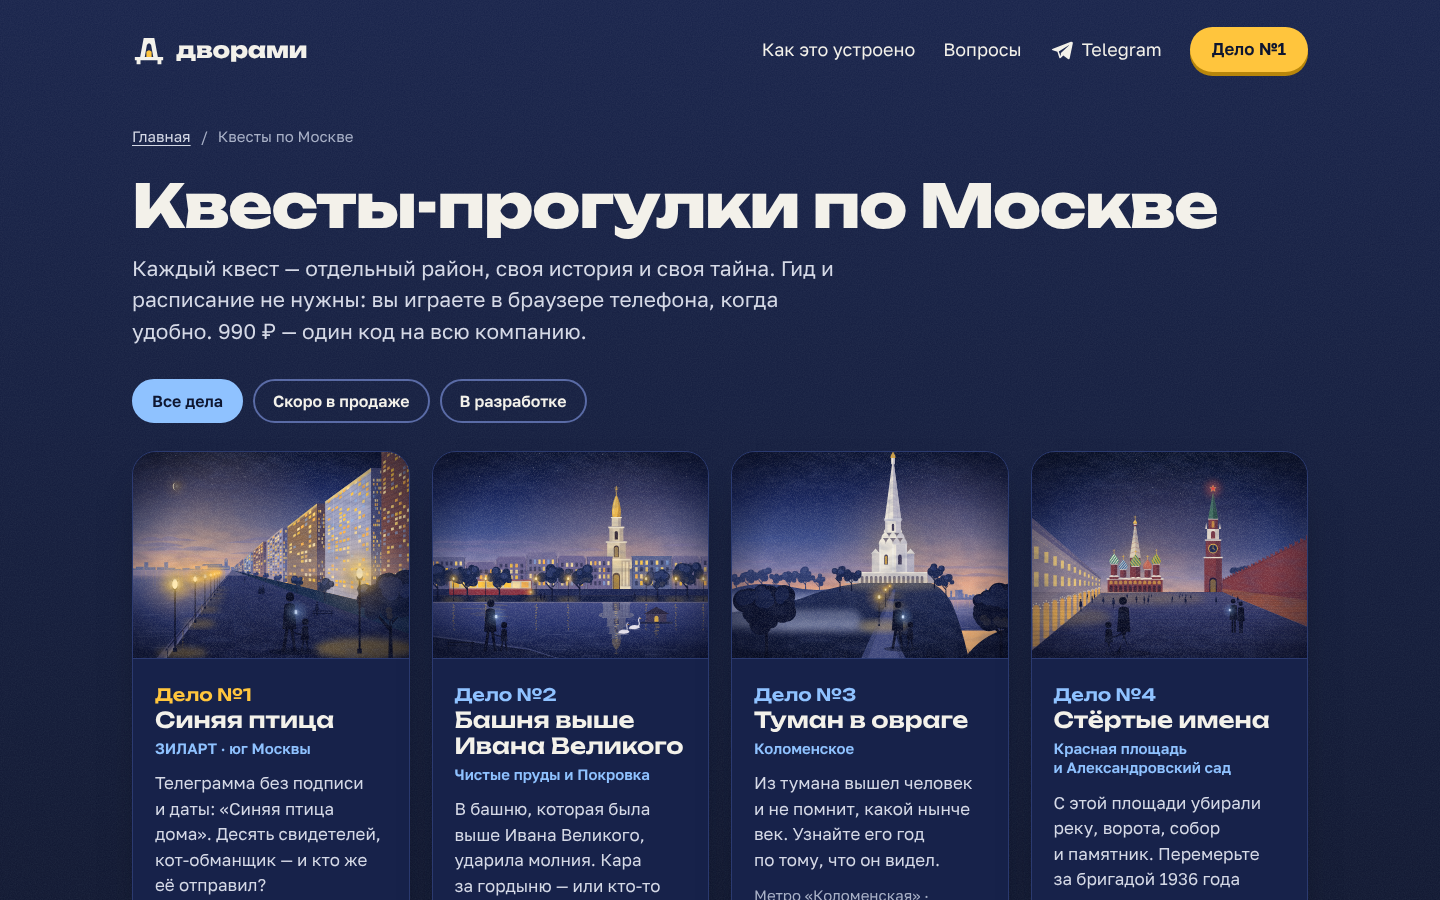 дворами
Как это устроено
Вопросы
Telegram
Дело №1
Главная / Квесты по Москве
Квесты-прогулки по Москве
Каждый квест — отдельный район, своя история и своя тайна. Гид и
расписание не нужны: вы играете в браузере телефона, когда
удобно. 990 ₽ — один код на всю компанию.
Все дела
Скоро в продаже
В разработке
Дело №1
Синяя птица
ЗИЛАРТ · юг Москвы
Телеграмма без подписи
и даты: «Синяя птица
дома». Десять свидетелей,
кот-обманщик — и кто же
её отправил?
Дело №2
Башня выше
Ивана Великого
Чистые пруды и Покровка
В башню, которая была
выше Ивана Великого,
ударила молния. Кара
за гордыню — или кто-то
Дело №3
Туман в овраге
Коломенское
Из тумана вышел человек
и не помнит, какой нынче
век. Узнайте его год
по тому, что он видел.
Метро «Коломенская» ·
Дело №4
Стёртые имена
Красная площадь
и Александровский сад
С этой площади убирали
реку, ворота, собор
и памятник. Перемерьте
за бригадой 1936 года